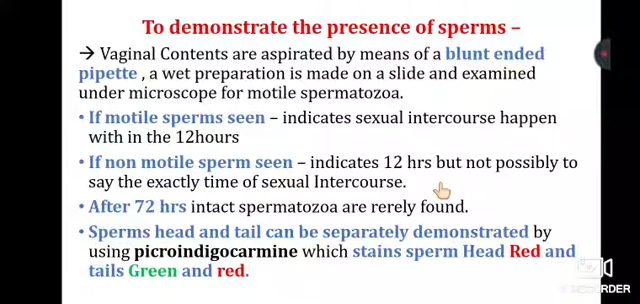 To demonstrate the presence of sperms –
→ Vaginal Contents are aspirated by means of a blunt ended
pipette , a wet preparation is made on a slide and examined
under microscope for motile spermatozoa.
• If motile sperms seen – indicates sexual intercourse happen
with in the 12hours
• If non motile sperm seen – indicates 12 hrs but not possibly to
say the exactly time of sexual Intercourse.
• After 72 hrs intact spermatozoa are rerely found.
• Sperms head and tail can be separately demonstrated by
using picroindigocarmine which stains sperm Head Red and
tails Green and red.